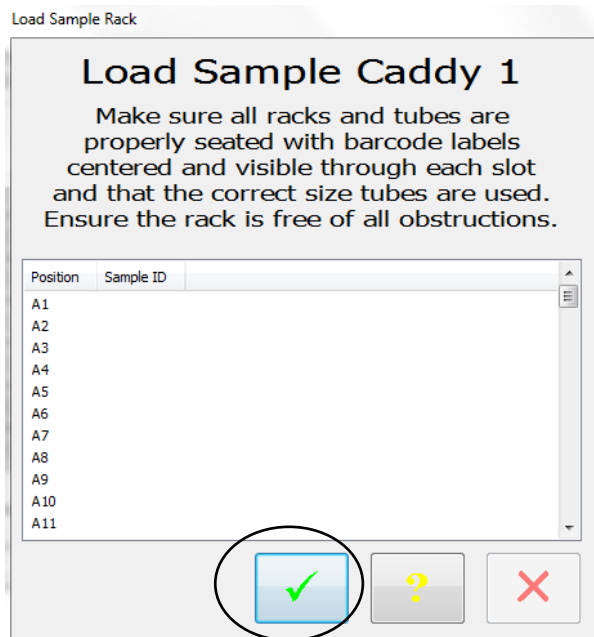 Load Sample Rack
Load Sample Caddy 1
Make sure all racks and tubes are
properly seated with barcode labels
centered and visible through each slot
and that the correct size tubes are used.
Ensure the rack is free of all obstructions.
Position Sample ID
A1
A2
A3
A4
A5
A6
A7
A8
A9
A10
A11
?